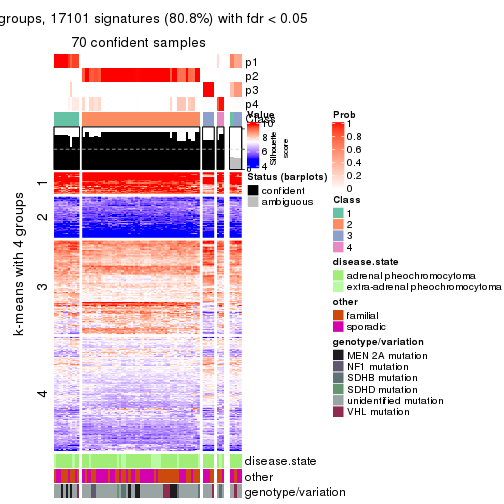 groups, 17101 signatures (80.8%) with fdr < 0.05
70 confident samples
p1
p2
p3
p4
Class
Value
10
8
6
4
Silhouette
score
Status (barplots)
confident
ambiguous
Prob
1
0.8
0.6
0.4
0.2
0
Class
1
2
3
4
disease.state
adrenal pheochromocytoma
extra-adrenal pheochromocytoma
other
familial
sporadic
genotype/variation
MEN 2A mutation
NF1 mutation
SDHB mutation
SDHD mutation
unidentified mutation
VHL mutation
k-means with 4 groups
1
2
3
4
disease.state
other
genotype/variation